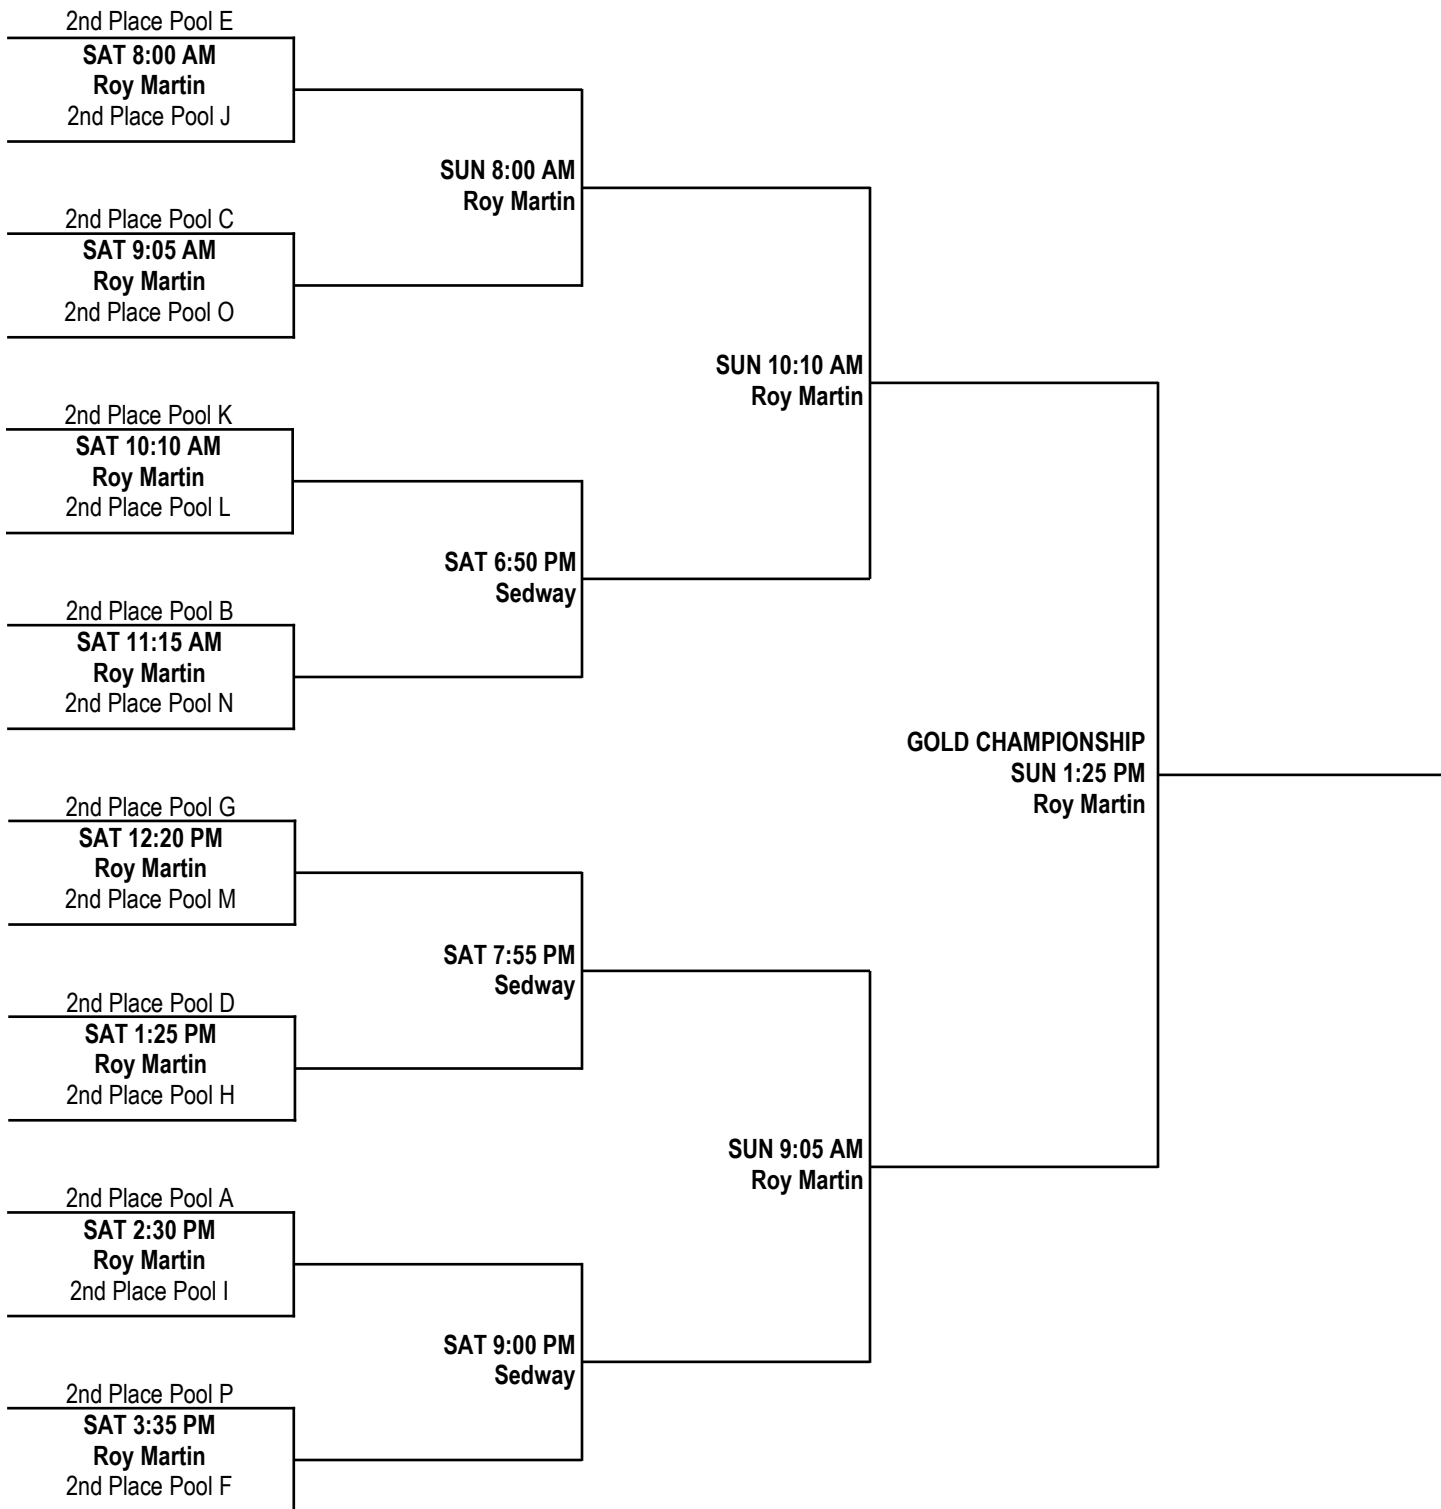 2nd Place Pool E
SAT 8:00 AM
Roy Martin
2nd Place Pool J
SUN 8:00 AM
Roy Martin
2nd Place Pool C
SAT 9:05 AM
Roy Martin
2nd Place Pool O
SUN 10:10 AM
Roy Martin
2nd Place Pool K
SAT 10:10 AM
Roy Martin
2nd Place Pool L
SAT 6:50 PM
Sedway
2nd Place Pool B
SAT 11:15 AM
Roy Martin
2nd Place Pool N
GOLD CHAMPIONSHIP
SUN 1:25 PM
Roy Martin
2nd Place Pool G
SAT 12:20 PM
Roy Martin
2nd Place Pool M
SAT 7:55 PM
Sedway
2nd Place Pool D
SAT 1:25 PM
Roy Martin
2nd Place Pool H
SUN 9:05 AM
Roy Martin
2nd Place Pool A
SAT 2:30 PM
Roy Martin
2nd Place Pool I
SAT 9:00 PM
Sedway
2nd Place Pool P
SAT 3:35 PM
Roy Martin
2nd Place Pool F